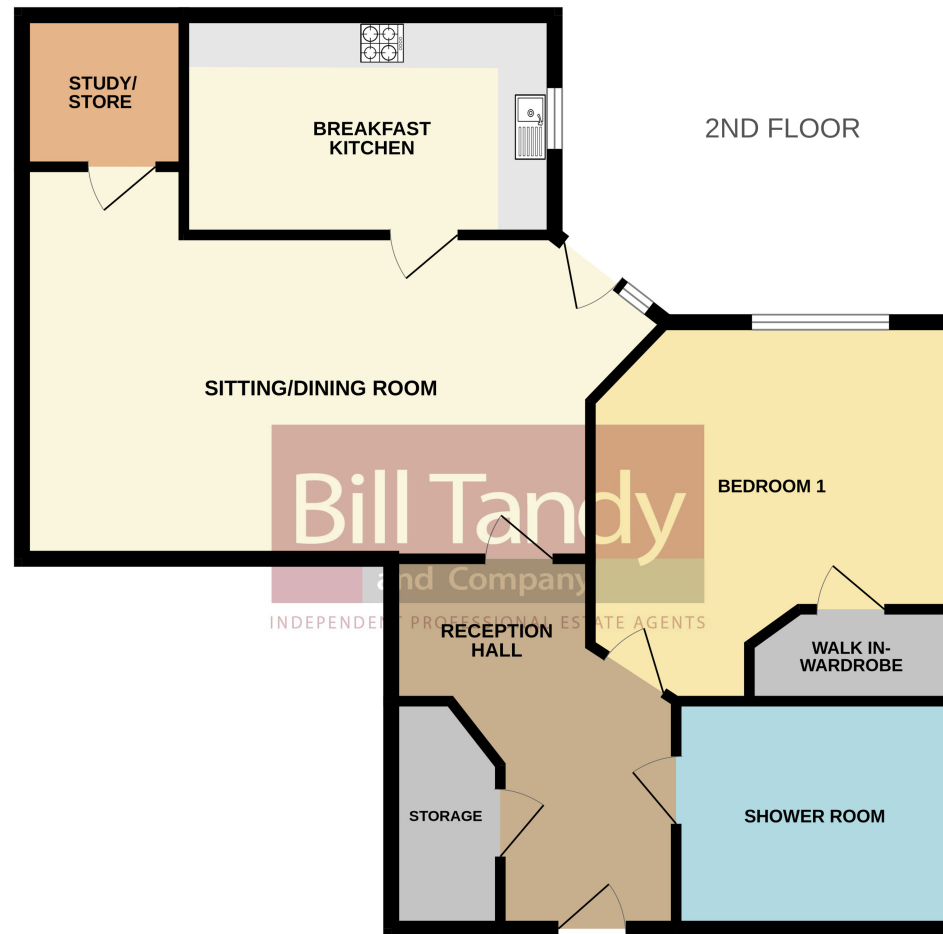 STUDY/
STORE
BREAKFAST
KITCHEN
2ND FLOOR
SITTING/DINING ROOM
BEDROOM 1
Bill Tandy
and Company
INDEPENDENT PROFESSIONAL ESTATE AGENTS
RECEPTION
HALL
WALK IN-
WARDROBE
STORAGE
SHOWER ROOM